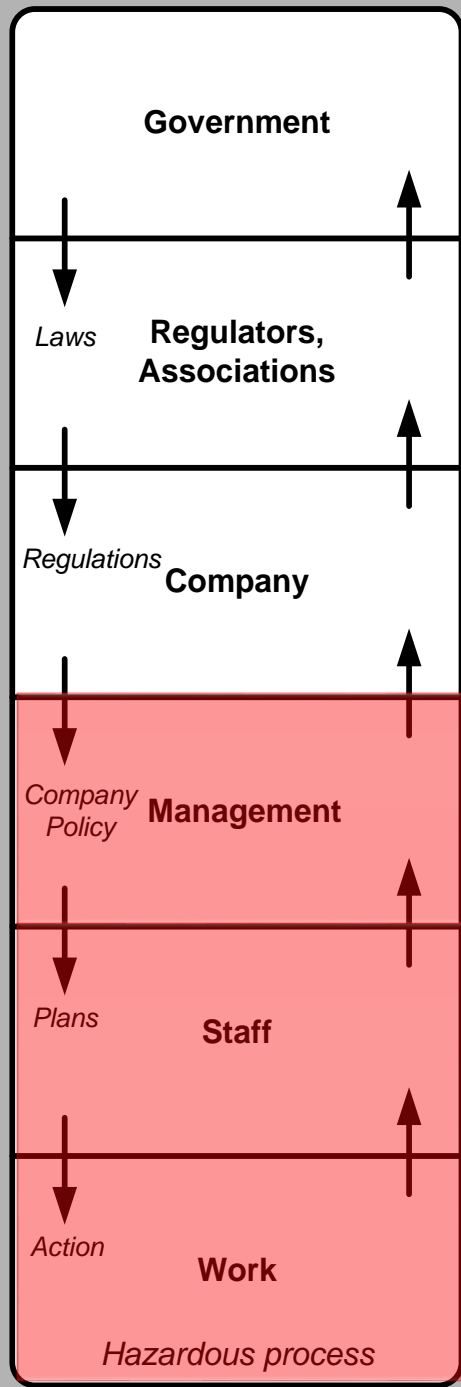 Government
Laws
Regulators,
Associations
Regulations
Company
Company
Policy
Management
Plans
Staff
Action
Work
Hazardous process